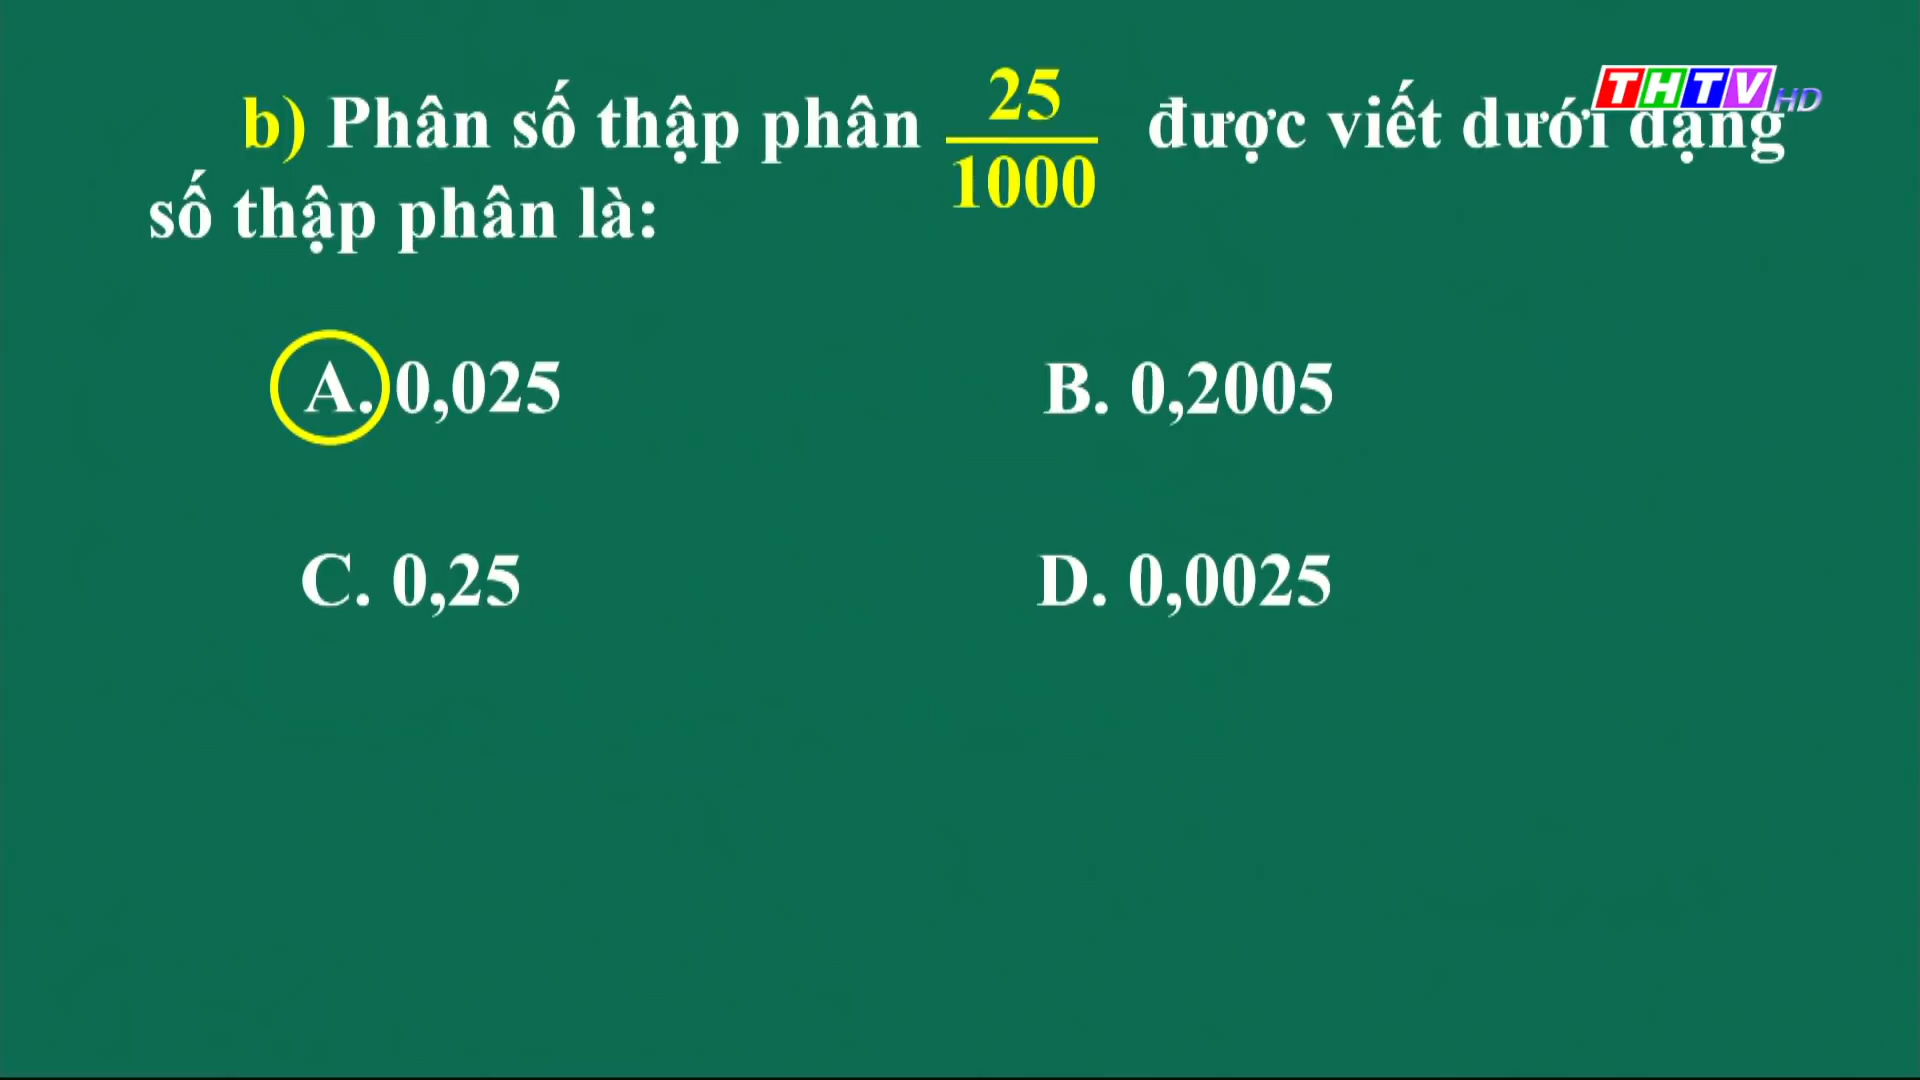 b) Phân số thập phân 25/1000 được viết dưới dạng
số thập phân là:
A. 0,025
B. 0,2005
C. 0,25
D. 0,0025
THTV HD